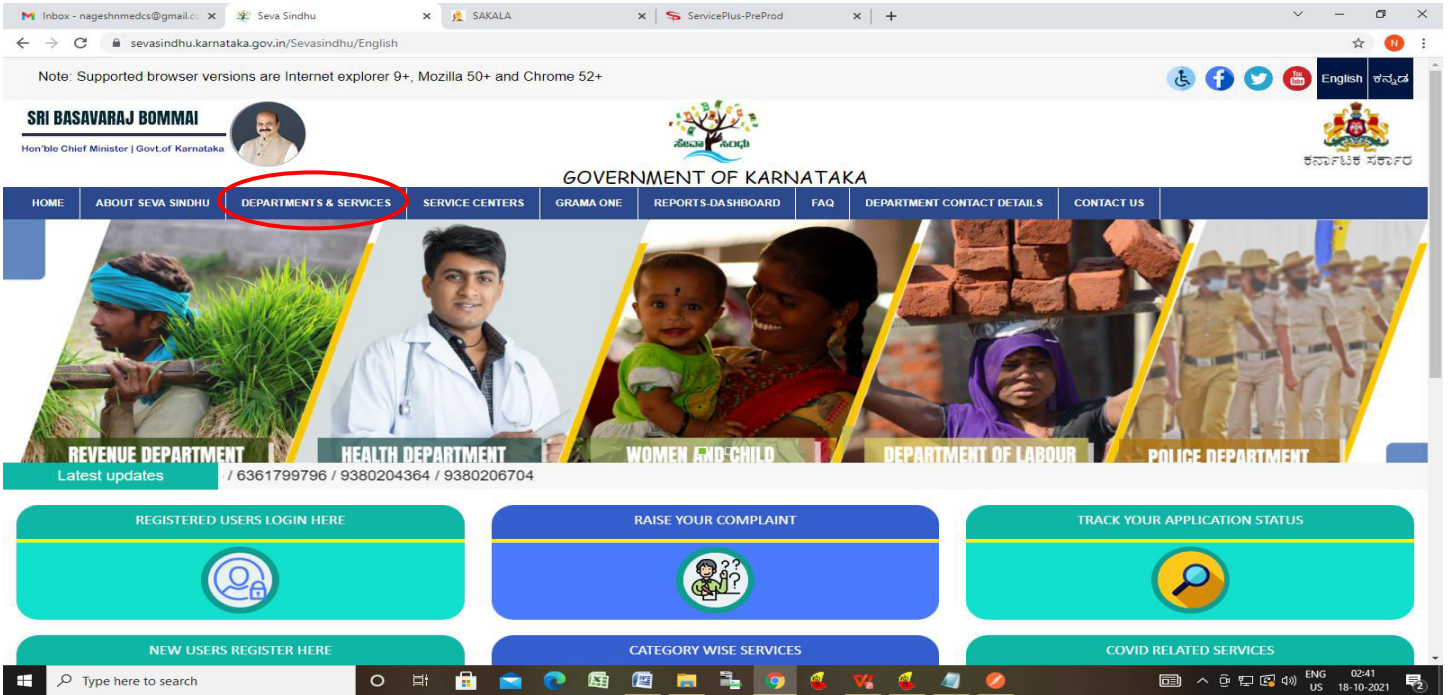 Inbox - nageshnmedcs@gmail.cc
Seva Sindhu
SAKALA
ServicePlus-PreProd
sevasindhu.karnataka.gov.in/Sevasindhu/English
N
Note: Supported browser versions are Internet explorer 9+, Mozilla 50+ and Chrome 52+
You Tube
English ಕನ್ನಡ
SRI BASAVARAJ BOMMAI
Hon'ble Chief Minister | Govt.of Karnataka
ಸೇವಾ ಸಿಂಧು
GOVERNMENT OF KARNATAKA
ಕರ್ನಾಟಕ ಸರ್ಕಾರ
HOME ABOUT SEVA SINDHU DEPARTMENTS & SERVICES SERVICE CENTERS GRAMA ONE REPORTS-DASHBOARD FAQ DEPARTMENT CONTACT DETAILS CONTACT US
REVENUE DEPARTMENT HEALTH DEPARTMENT WOMEN AND CHILD DEPARTMENT OF LABOUR POLICE DEPARTMENT
Latest updates / 6361799796 / 9380204364 / 9380206704
REGISTERED USERS LOGIN HERE RAISE YOUR COMPLAINT TRACK YOUR APPLICATION STATUS
NEW USERS REGISTER HERE CATEGORY WISE SERVICES COVID RELATED SERVICES
Type here to search
ENG
US
02:41
18-10-2021
2